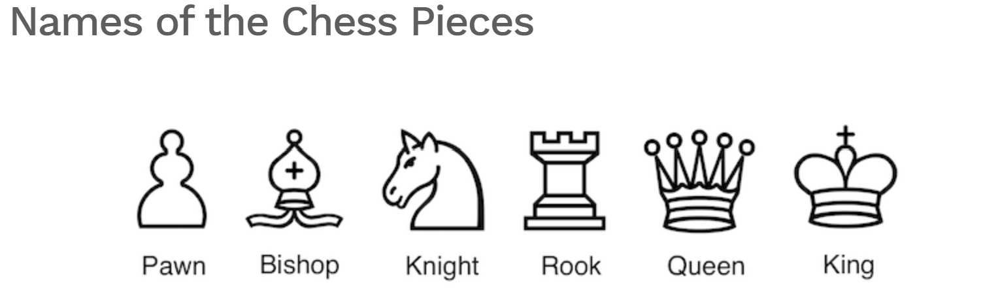 Names of the Chess Pieces
Pawn Bishop Knight Rook Queen King